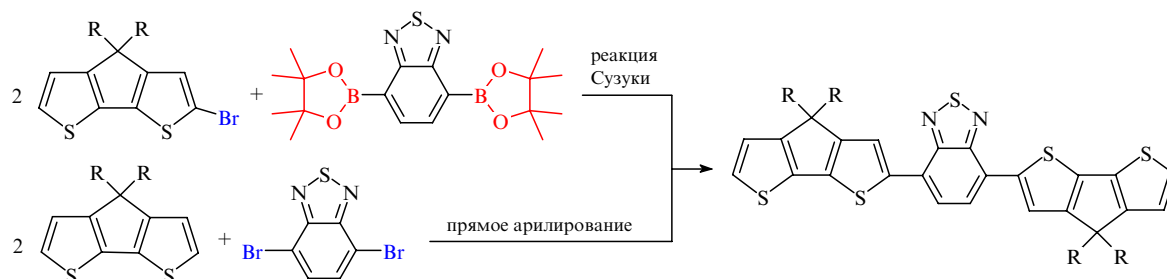 R R
S S Br
2
+
N S N
O O B B O O
реакция
Сузуки
R R
S S
2
+
N S N
Br Br
прямое арилирование
R R
S S
N S N
S S
R R